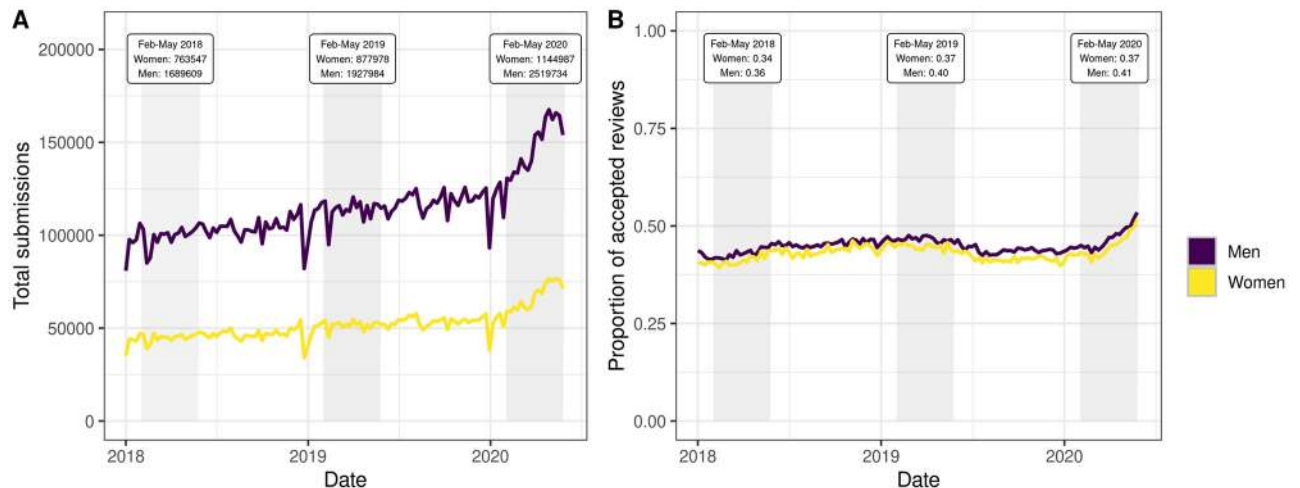 A
Total submissions
200000
150000
100000
50000
0
Feb-May 2018
Women: 763547
Men: 1689609
Feb-May 2019
Women: 877978
Men: 1927984
Feb-May 2020
Women: 1144987
Men: 2519734
2018
2019
2020
Date
B
Proportion of accepted reviews
1.00
0.75
0.50
0.25
0.00
Feb-May 2018
Women: 0.34
Men: 0.36
Feb-May 2019
Women: 0.37
Men: 0.40
Feb-May 2020
Women: 0.37
Men: 0.41
2018
2019
2020
Date
Men
Women